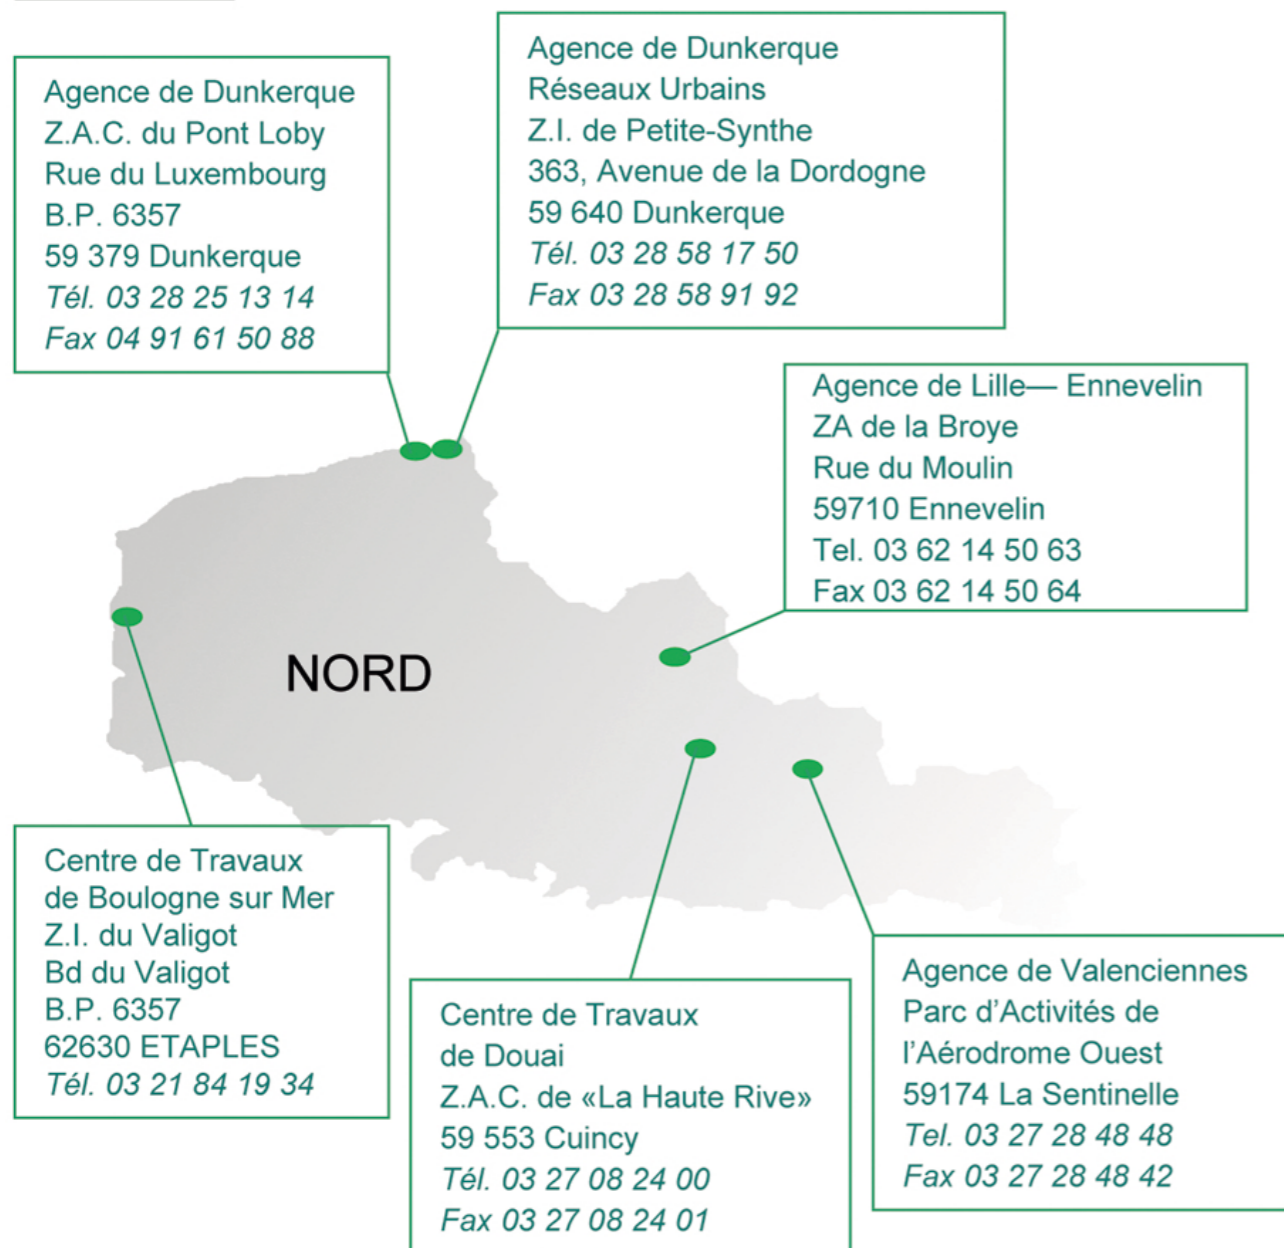 Agence de Dunkerque
Z.A.C. du Pont Loby
Rue du Luxembourg
B.P. 6357
59 379 Dunkerque
Tél. 03 28 25 13 14
Fax 04 91 61 50 88
Agence de Dunkerque
Réseaux Urbains
Z.I. de Petite-Synthe
363, Avenue de la Dordogne
59 640 Dunkerque
Tél. 03 28 58 17 50
Fax 03 28 58 91 92
Agence de Lille— Ennevelin
ZA de la Broye
Rue du Moulin
59710 Ennevelin
Tel. 03 62 14 50 63
Fax 03 62 14 50 64
NORD
Centre de Travaux
de Boulogne sur Mer
Z.I. du Valigot
Bd du Valigot
B.P. 6357
62630 ETAPLES
Tél. 03 21 84 19 34
Centre de Travaux
de Douai
Z.A.C. de «La Haute Rive»
59 553 Cuincy
Tél. 03 27 08 24 00
Fax 03 27 08 24 01
Agence de Valenciennes
Parc d’Activités de
l’Aérodrome Ouest
59174 La Sentinelle
Tel. 03 27 28 48 48
Fax 03 27 28 48 42